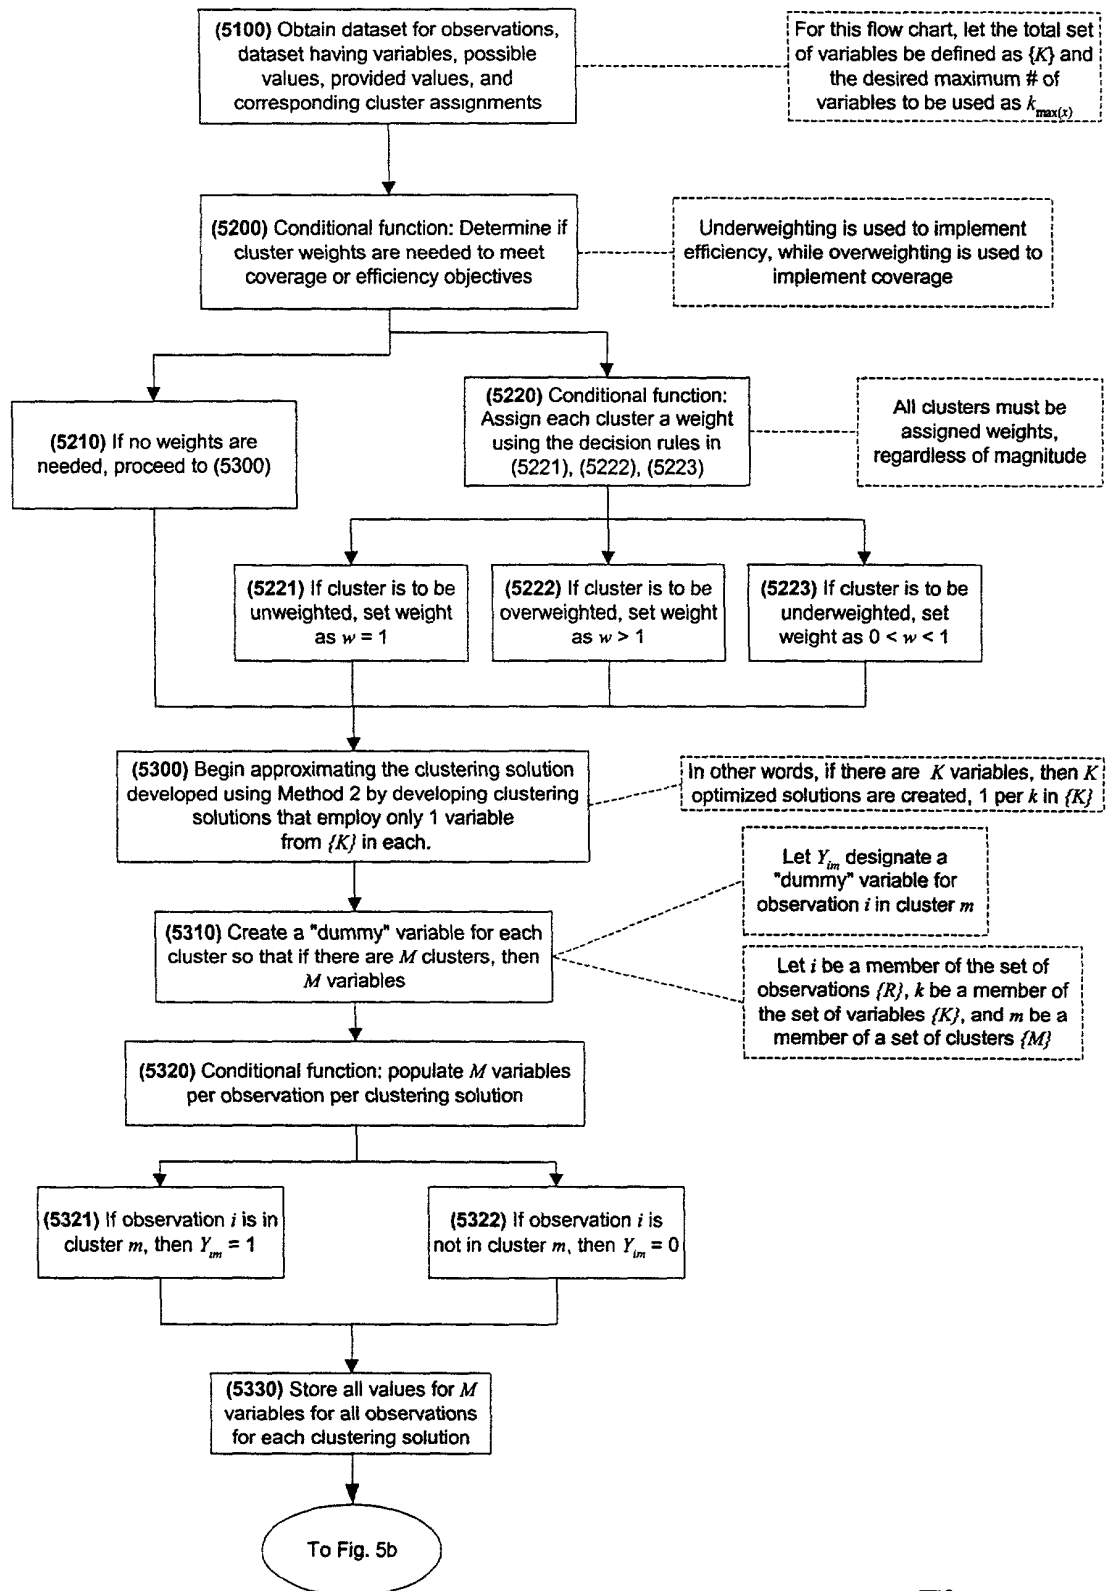 (5100) Obtain dataset for observations,
dataset having variables, possible
values, provided values, and
corresponding cluster assignments
For this flow chart, let the total set
of variables be defined as {K} and
the desired maximum # of
variables to be used as kmax(x)
(5200) Conditional function: Determine if
cluster weights are needed to meet
coverage or efficiency objectives
Underweighting is used to implement
efficiency, while overweighting is used to
implement coverage
(5210) If no weights are
needed, proceed to (5300)
(5220) Conditional function:
Assign each cluster a weight
using the decision rules in
(5221), (5222), (5223)
All clusters must be
assigned weights,
regardless of magnitude
(5221) If cluster is to be
unweighted, set weight
as w = 1
(5222) If cluster is to be
overweighted, set weight
as w > 1
(5223) If cluster is to be
underweighted, set
weight as 0 < w < 1
(5300) Begin approximating the clustering solution
developed using Method 2 by developing clustering
solutions that employ only 1 variable
from {K} in each.
In other words, if there are K variables, then K
optimized solutions are created, 1 per k in {K}
Let Yim designate a
"dummy" variable for
observation i in cluster m
(5310) Create a "dummy" variable for each
cluster so that if there are M clusters, then
M variables
Let i be a member of the set of
observations {R}, k be a member of
the set of variables {K}, and m be a
member of a set of clusters {M}
(5320) Conditional function: populate M variables
per observation per clustering solution
(5321) If observation i is in
cluster m, then Yim = 1
(5322) If observation i is
not in cluster m, then Yim = 0
(5330) Store all values for M
variables for all observations
for each clustering solution
To Fig. 5b